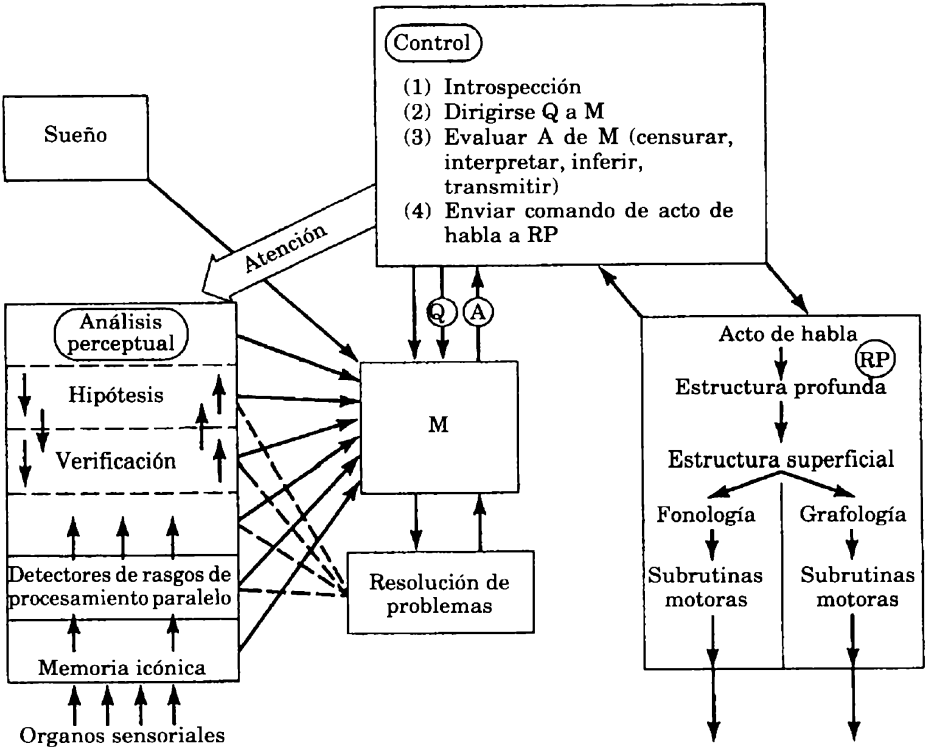 Control
(1) Introspección
(2) Dirigirse Q a M
(3) Evaluar A de M (censurar,
interpretar, inferir,
transmitir)
(4) Enviar comando de acto de
habla a RP
Sueño
Atención
Q
A
Análisis
perceptual
Hipótesis
Verificación
Detectores de rasgos de
procesamiento paralelo
Memoria icónica
Organos sensoriales
M
Resolución de
problemas
Acto de habla
RP
Estructura profunda
Estructura superficial
Fonología
Subrutinas
motoras
Grafología
Subrutinas
motoras